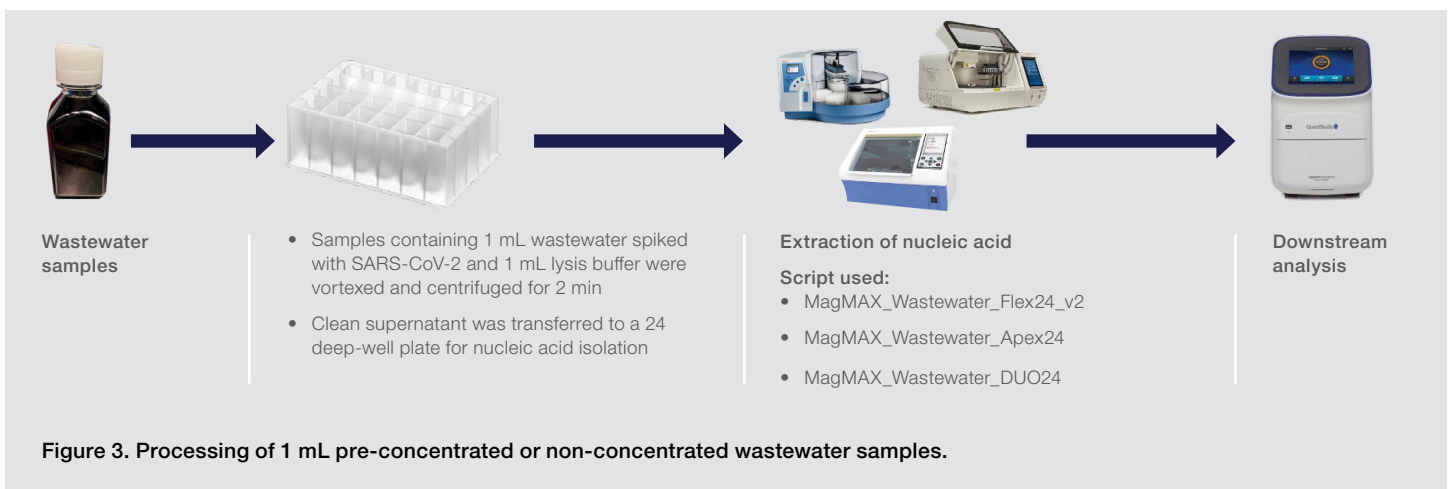 Wastewater
samples
• Samples containing 1 mL wastewater spiked
with SARS-CoV-2 and 1 mL lysis buffer were
vortexed and centrifuged for 2 min
• Clean supernatant was transferred to a 24
deep-well plate for nucleic acid isolation
Extraction of nucleic acid
Script used:
• MagMAX_Wastewater_Flex24_v2
• MagMAX_Wastewater_Apex24
• MagMAX_Wastewater_DUO24
QuantStudio
Downstream
analysis
Figure 3. Processing of 1 mL pre-concentrated or non-concentrated wastewater samples.